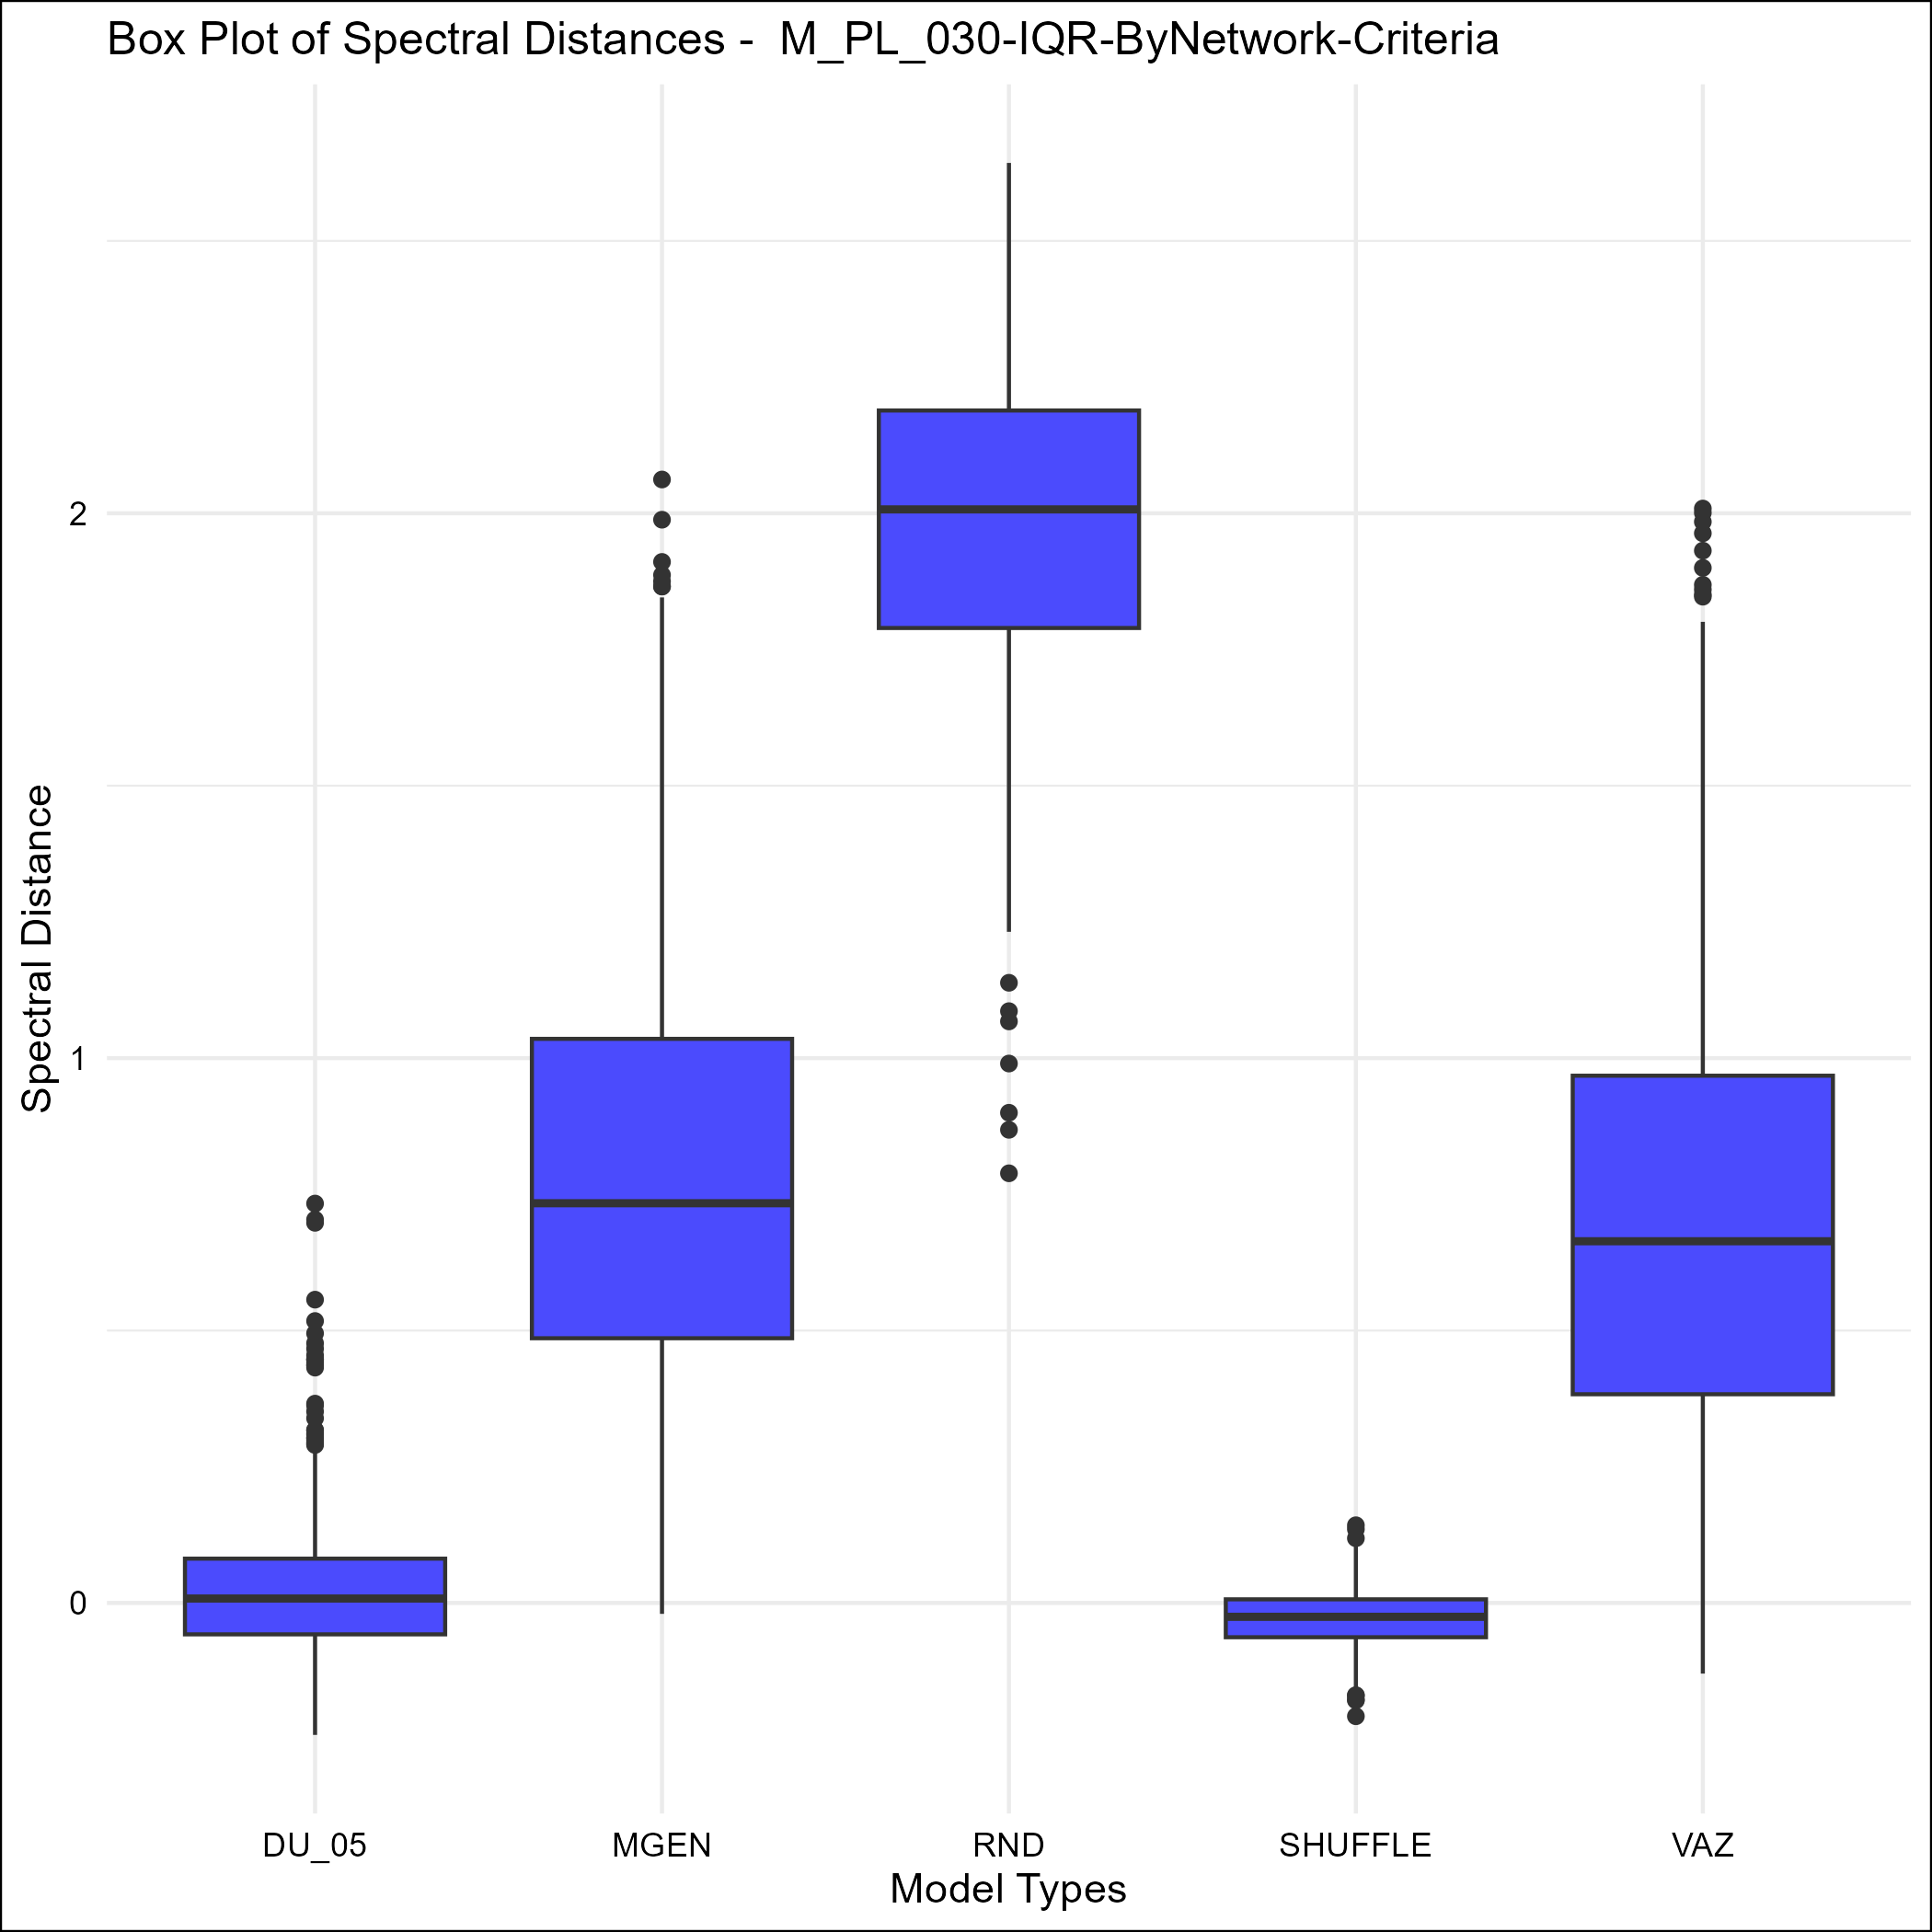 Box Plot of Spectral Distances -  M_PL_030-IQR-ByNetwork-Criteria
Spectral Distance
2
1
0
DU_05 MGEN RND SHUFFLE VAZ
Model Types